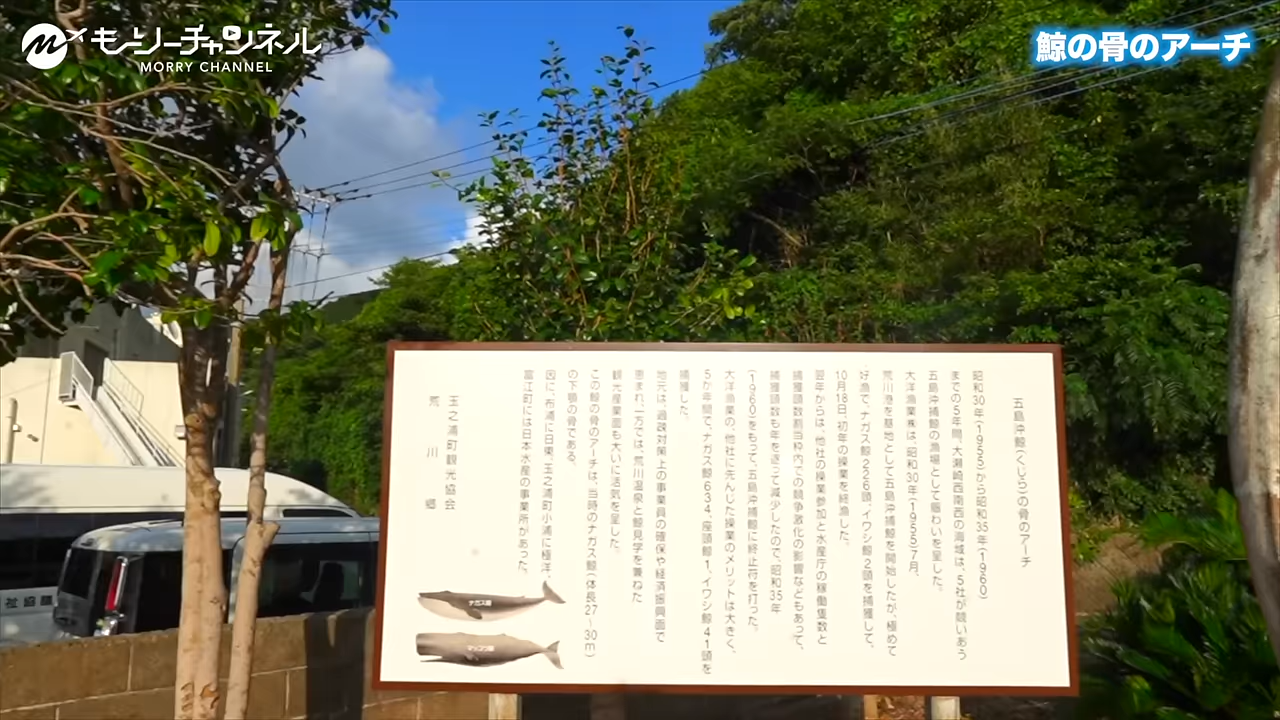 もーりーチャンネル
MORRY CHANNEL
鯨の骨のアーチ
五島沖鯨(くじら)の骨のアーチ
昭和30年(1955)から昭和35年(1960)
までの5年間、大瀬崎西南西の海域は、5社が競いあう
五島沖捕鯨の漁場として賑わいを呈した。
大洋漁業㈱は、昭和30年(1955)7月、
荒川港を基地として五島沖捕鯨を開始したが、極めて
好漁で、ナガス鯨226頭、イワシ鯨2頭を捕獲して、
10月18日、初年の操業を終漁した。
翌年からは、他社の操業参加と水産庁の稼働隻数と
捕獲頭数割当枠内での競争激化の影響などもあって、
捕獲頭数も年を逐って減少したので、昭和35年
(1960)をもって、五島沖捕鯨に終止符を打った。
大洋漁業の、他社に先んじた操業のメリットは大きく、
5か年間で、ナガス鯨634、座頭鯨1、イワシ鯨41頭を
捕獲した。
地元は、過疎対策上の事業員の確保や経済振興面で
恵まれ、一方では、荒川温泉と鯨見学を兼ねた
観光産業面も大いに活気を呈した。
この鯨の骨のアーチは、当時のナガス鯨(体長27~30m)
の下顎の骨である。
因に、布浦に日東、玉之浦町小浦に極洋、
富江町には日本水産の事業所があった。
玉之浦町観光協会
荒川郷
ナガス鯨
マッコウ鯨
祉協議